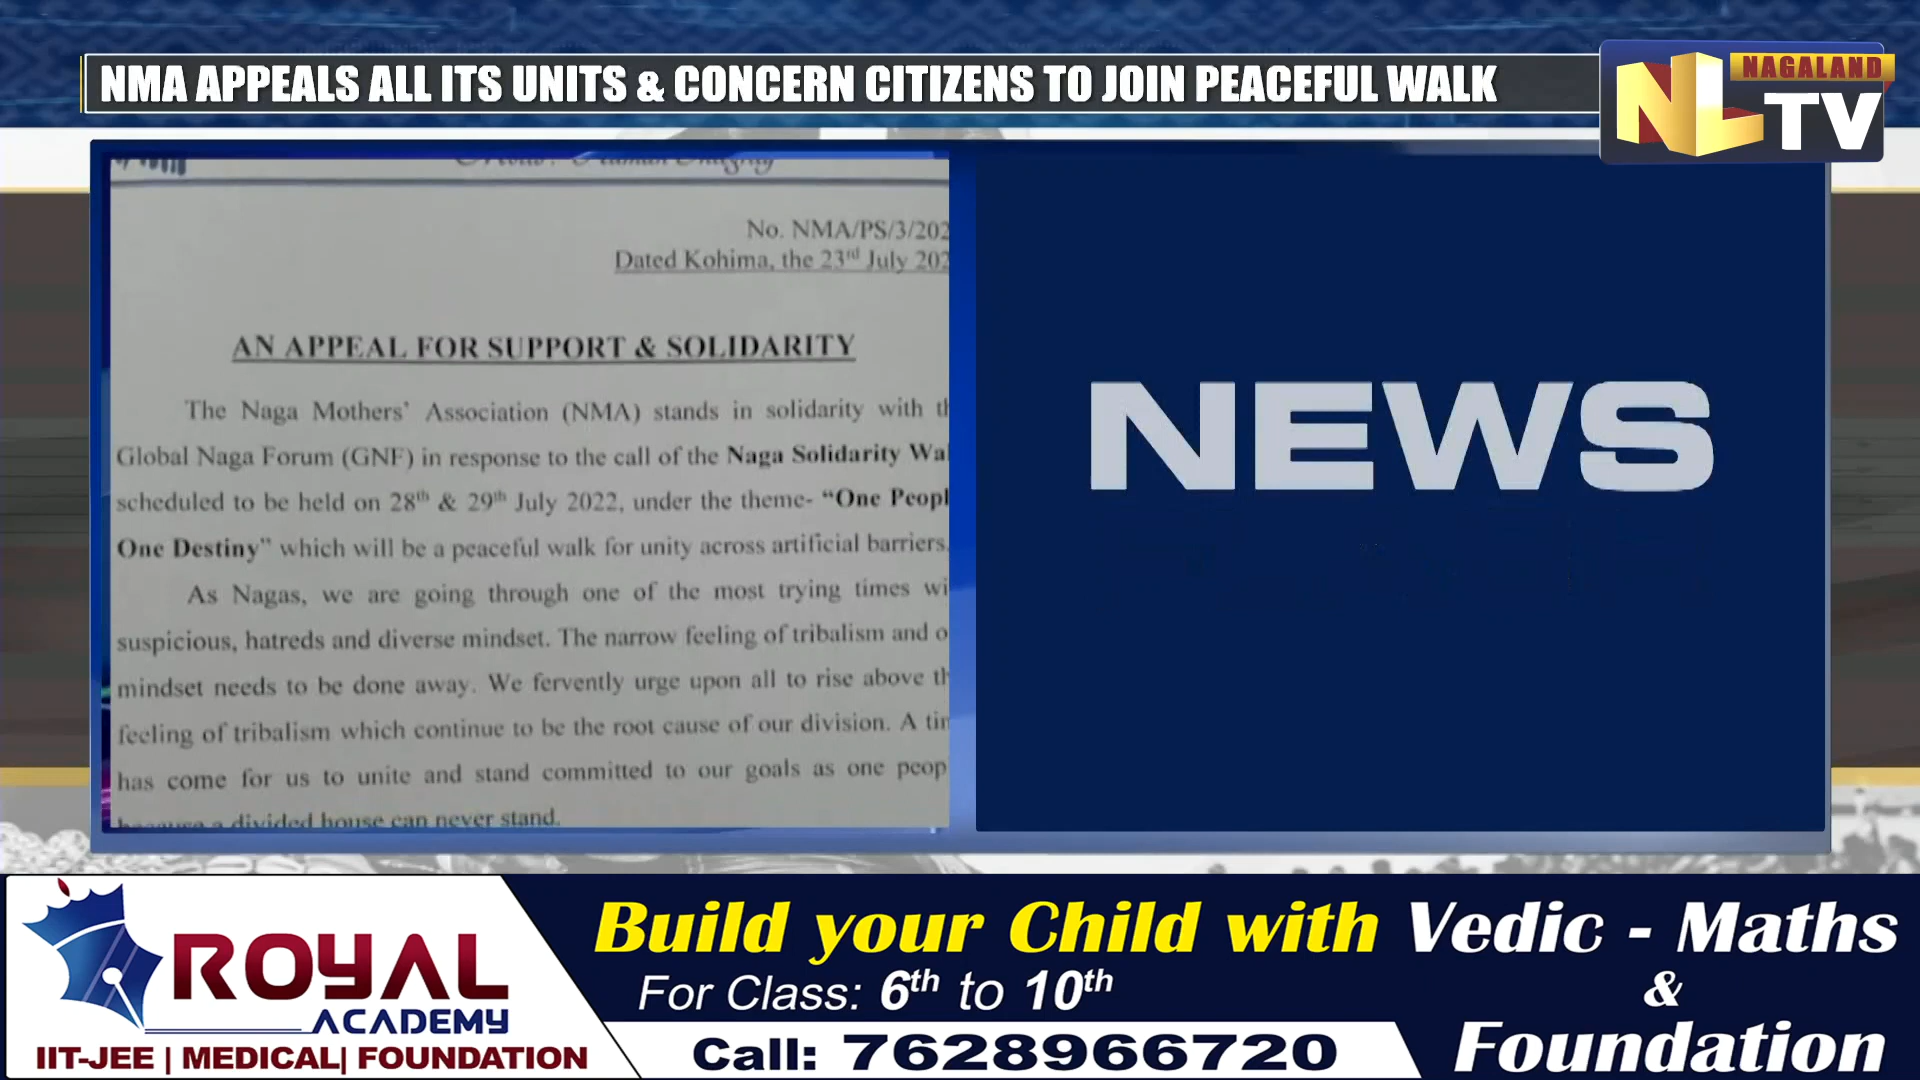 NMA APPEALS ALL ITS UNITS & CONCERN CITIZENS TO JOIN PEACEFUL WALK
NAGALAND
NL TV
Human Integrity
No. NMA/PS/3/202
Dated Kohima, the 23rd July 202
AN APPEAL FOR SUPPORT & SOLIDARITY
The Naga Mothers' Association (NMA) stands in solidarity with th
Global Naga Forum (GNF) in response to the call of the Naga Solidarity Wal
scheduled to be held on 28th & 29th July 2022, under the theme- "One Peopl
One Destiny" which will be a peaceful walk for unity across artificial barriers.
As Nagas, we are going through one of the most trying times wi
suspicious, hatreds and diverse mindset. The narrow feeling of tribalism and o
mindset needs to be done away. We fervently urge upon all to rise above th
feeling of tribalism which continue to be the root cause of our division. A tim
has come for us to unite and stand committed to our goals as one peop
because a divided house can never stand.
NEWS
ROYAL
ACADEMY
IIT-JEE | MEDICAL| FOUNDATION
Build your Child with Vedic - Maths
For Class: 6th to 10th
&
Call: 7628966720
Foundation